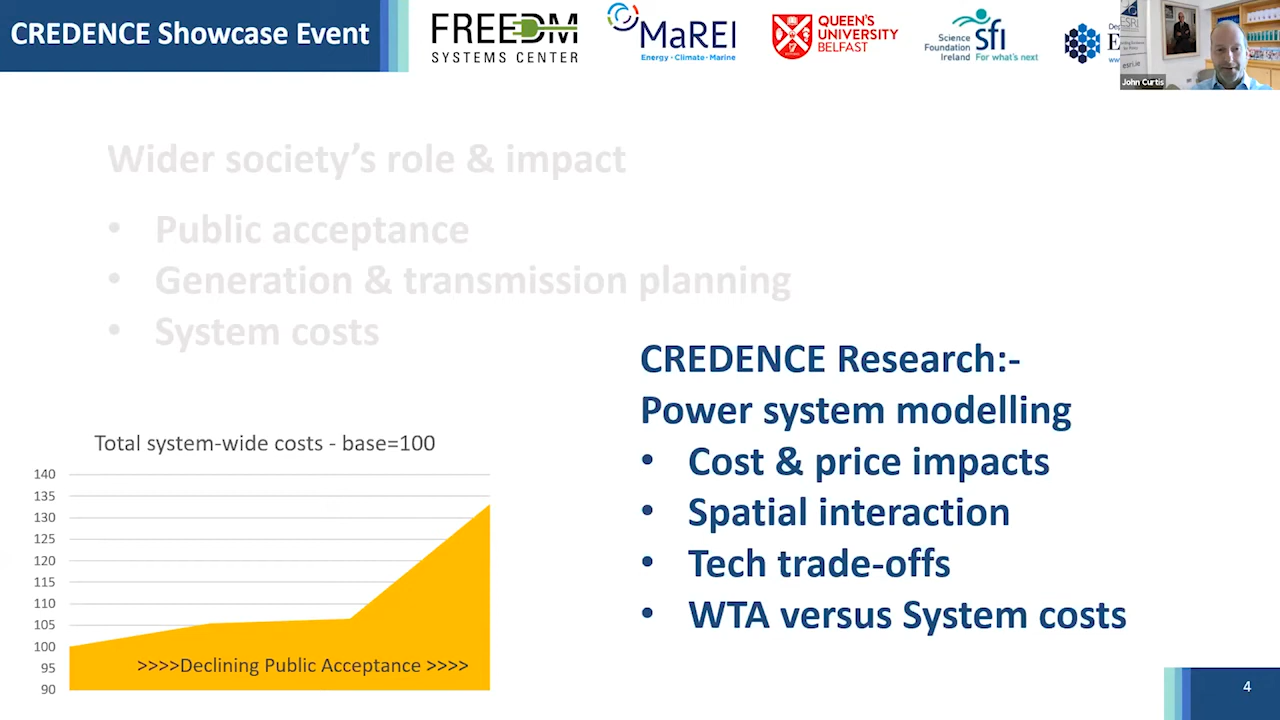 CREDENCE Showcase Event
FREEDM
SYSTEMS CENTER
MaREI
Energy • Climate • Marine
QUEEN'S
UNIVERSITY
BELFAST
Science
Foundation
Ireland
sfi
For what's next
ESRI
esri.ie
John Curtis
Wider society's role & impact
• Public acceptance
• Generation & transmission planning
• System costs
CREDENCE Research:-
Power system modelling
• Cost & price impacts
• Spatial interaction
• Tech trade-offs
• WTA versus System costs
Total system-wide costs - base=100
140
135
130
125
120
115
110
105
100
95
90
>>>>Declining Public Acceptance >>>>
4